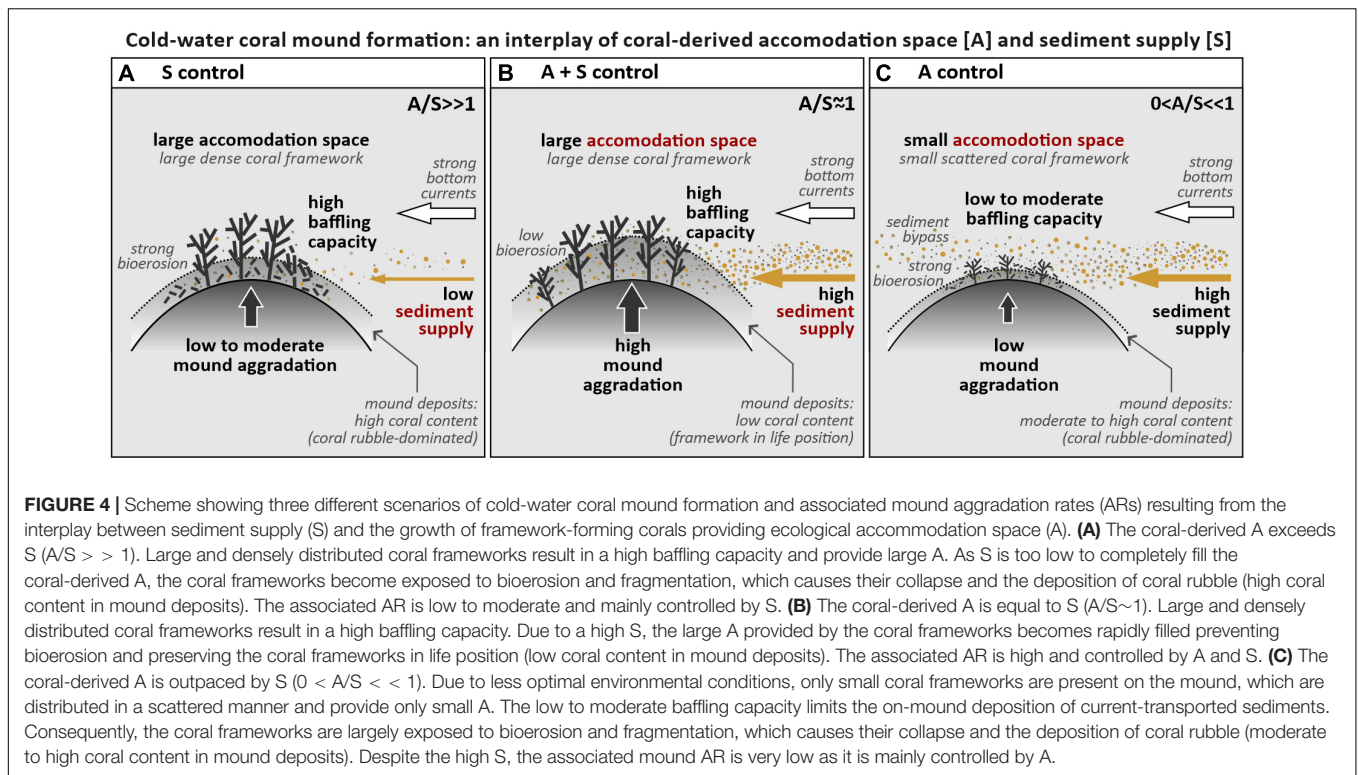 Cold-water coral mound formation: an interplay of coral-derived accomodation space [A] and sediment supply [S]
A S control
A/S>>1
large accomodation space
large dense coral framework
strong
bottom
currents
high
baffling
capacity
strong
bioerosion
low
sediment
supply
low to moderate
mound aggradation
mound deposits:
high coral content
(coral rubble-dominated)
B A + S control
A/S≈1
large accomodation space
large dense coral framework
strong
bottom
currents
high
baffling
capacity
low
bioerosion
high
sediment
supply
high
mound
aggradation
mound deposits:
low coral content
(framework in life position)
C A control
0<A/S<<1
small accomodotion space
small scattered coral framework
strong
bottom
currents
low to moderate
baffling capacity
sediment
bypass
strong
bioerosion
high
sediment
supply
low
mound
aggradation
mound deposits:
moderate to high coral content
(coral rubble-dominated)
FIGURE 4 | Scheme showing three different scenarios of cold-water coral mound formation and associated mound aggradation rates (ARs) resulting from the
interplay between sediment supply (S) and the growth of framework-forming corals providing ecological accommodation space (A). (A) The coral-derived A exceeds
S (A/S > > 1). Large and densely distributed coral frameworks result in a high baffling capacity and provide large A. As S is too low to completely fill the
coral-derived A, the coral frameworks become exposed to bioerosion and fragmentation, which causes their collapse and the deposition of coral rubble (high coral
content in mound deposits). The associated AR is low to moderate and mainly controlled by S. (B) The coral-derived A is equal to S (A/S~1). Large and densely
distributed coral frameworks result in a high baffling capacity. Due to a high S, the large A provided by the coral frameworks becomes rapidly filled preventing
bioerosion and preserving the coral frameworks in life position (low coral content in mound deposits). The associated AR is high and controlled by A and S. (C) The
coral-derived A is outpaced by S (0 < A/S < < 1). Due to less optimal environmental conditions, only small coral frameworks are present on the mound, which are
distributed in a scattered manner and provide only small A. The low to moderate baffling capacity limits the on-mound deposition of current-transported sediments.
Consequently, the coral frameworks are largely exposed to bioerosion and fragmentation, which causes their collapse and the deposition of coral rubble (moderate
to high coral content in mound deposits). Despite the high S, the associated mound AR is very low as it is mainly controlled by A.